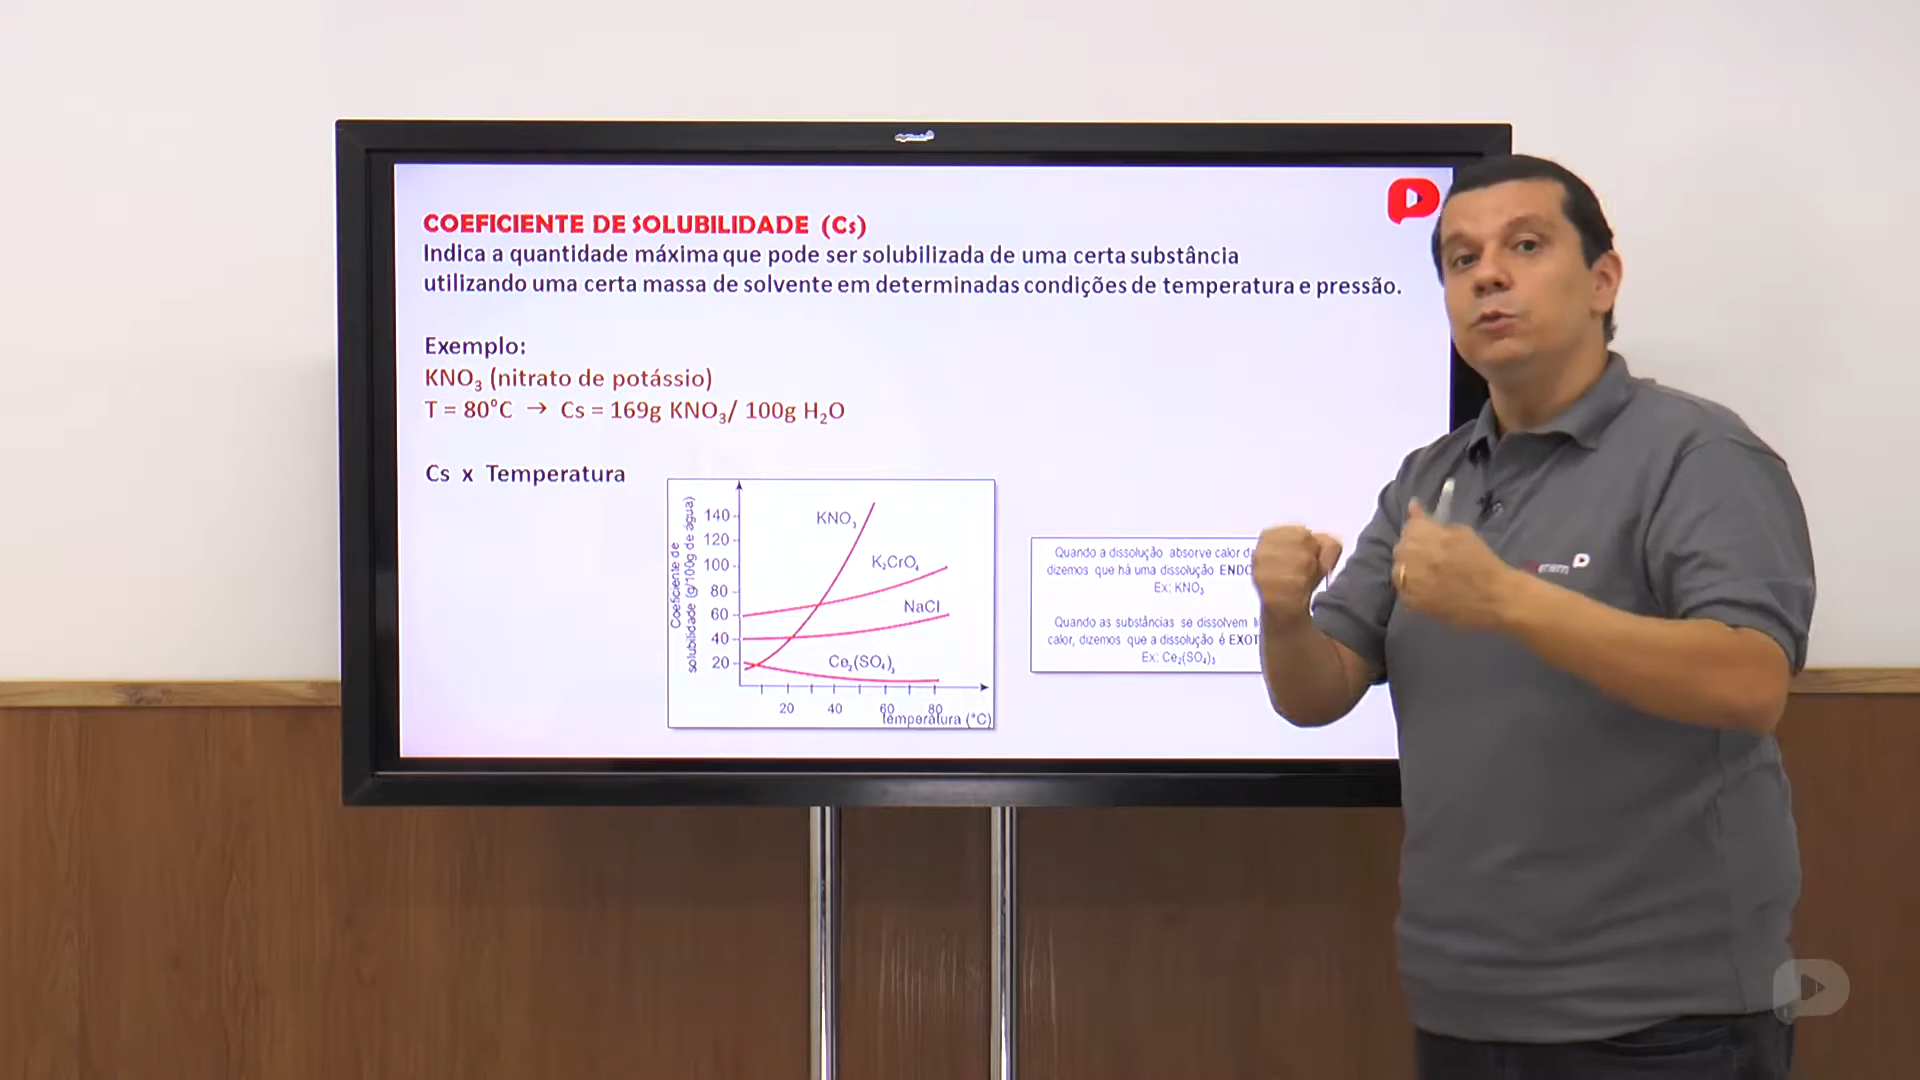 COEFICIENTE DE SOLUBILIDADE (Cs)
Indica a quantidade máxima que pode ser solubilizada de uma certa substância
utilizando uma certa massa de solvente em determinadas condições de temperatura e pressão.
Exemplo:
KNO₃ (nitrato de potássio)
T = 80°C → Cs = 169g KNO₃/ 100g H₂O
Cs x Temperatura
Coeficiente de
solubilidade (g/100g de água)
140
120
100
80
60
40
20
KNO₃
K₂CrO₄
NaCl
Ce₂(SO₄)₃
20 40 60 80
Temperatura (°C)
Quando a dissolução absorve calor
dizemos que há uma dissolução
Ex: KNO₃
Quando as substâncias se dissolvem
calor, dizemos que a dissolução é
Ex: Ce₂(SO₄)₃